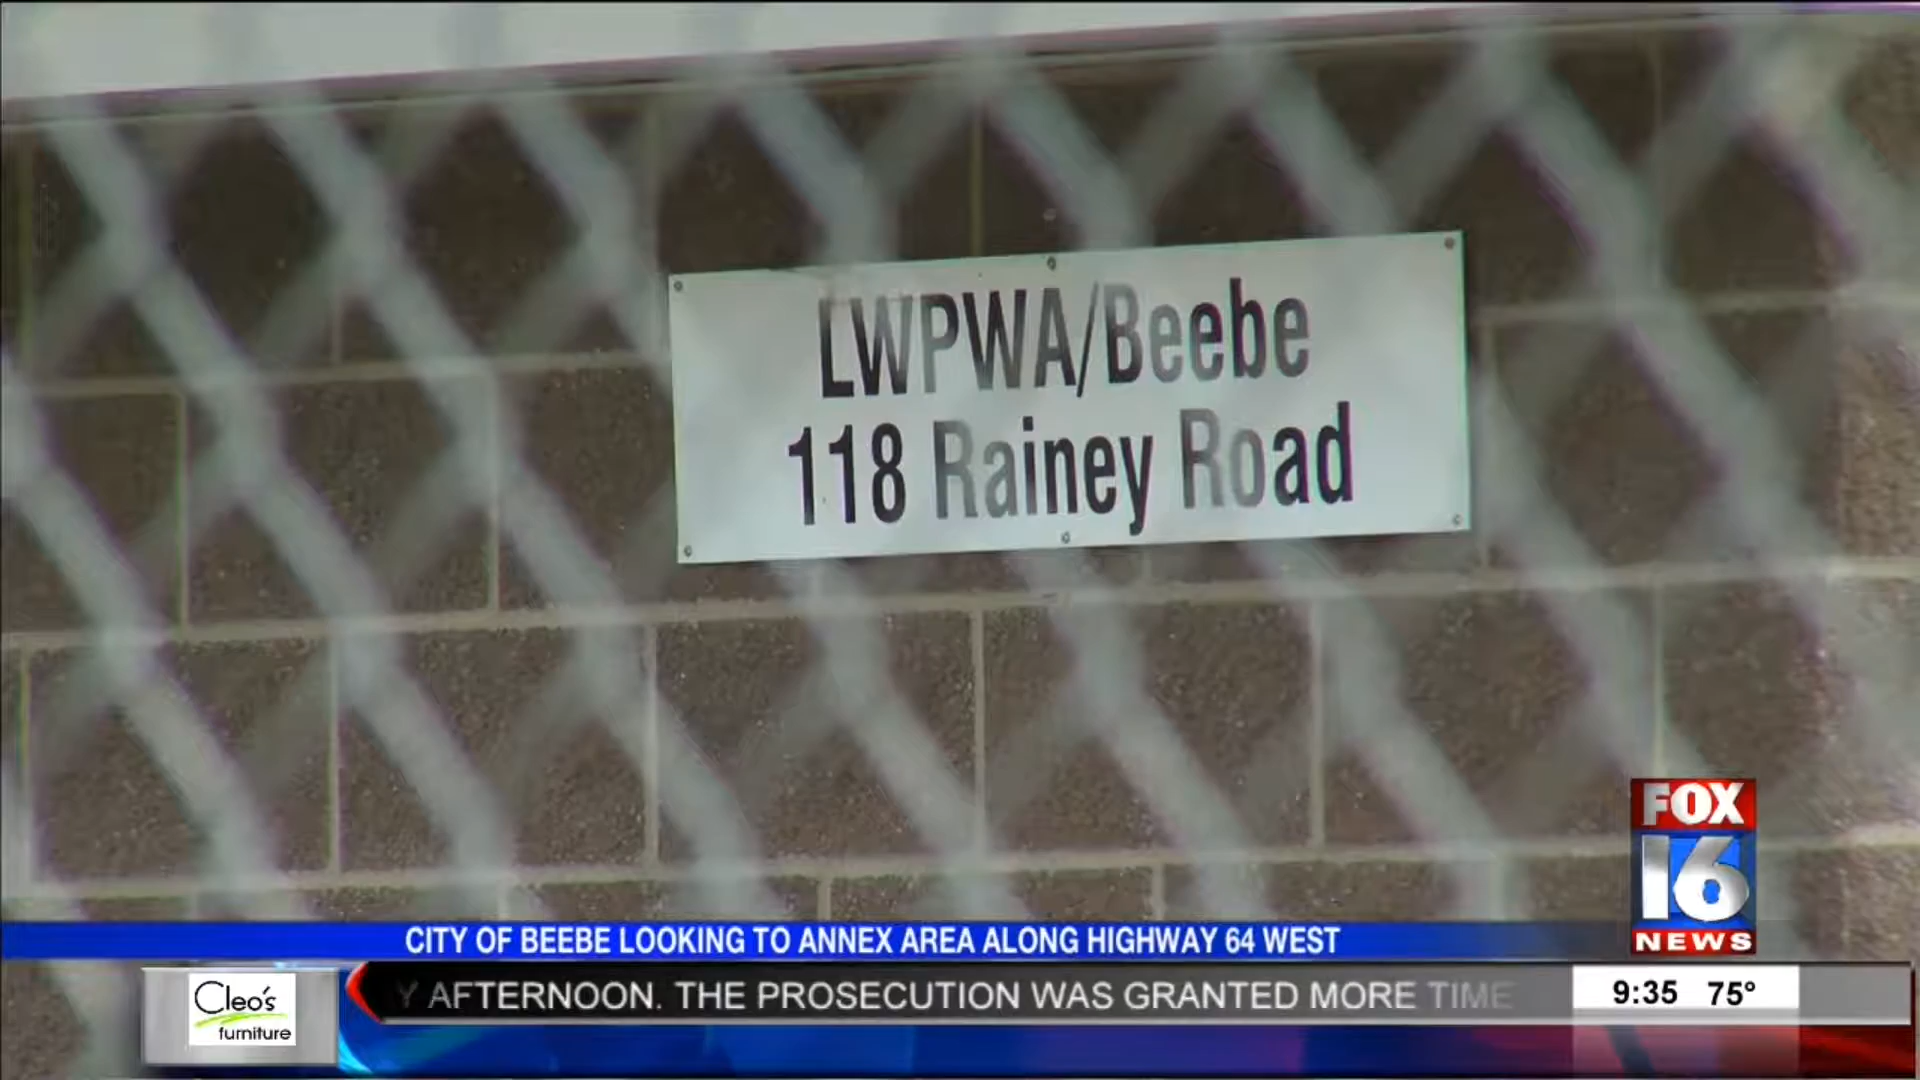 LWPWA/Beebe
118 Rainey Road
FOX
16
NEWS
CITY OF BEEBE LOOKING TO ANNEX AREA ALONG HIGHWAY 64 WEST
Cleo's
furniture
Y AFTERNOON. THE PROSECUTION WAS GRANTED MORE TIME
9:35 75°